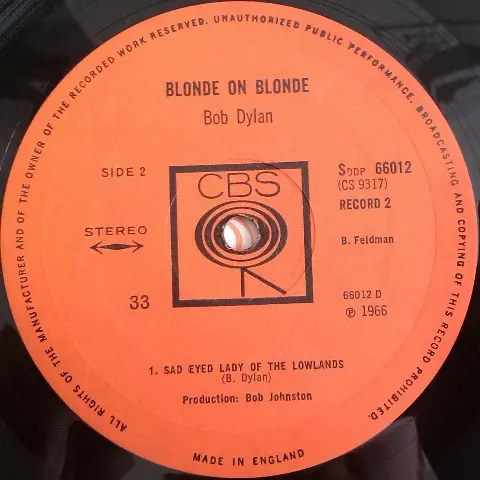 ALL RIGHTS OF THE MANUFACTURER AND OF THE OWNER OF THE RECORDED WORK RESERVED. UNAUTHORIZED PUBLIC PERFORMANCE, BROADCASTING AND COPYING OF THIS RECORD PROHIBITED.
BLONDE ON BLONDE
Bob Dylan
SIDE 2
SDDP 66012
(CS 9317)
RECORD 2
CBS
STEREO
B. Feldman
33
66012 D
℗ 1966
1. SAD EYED LADY OF THE LOWLANDS
(B. Dylan)
Production: Bob Johnston
MADE IN ENGLAND